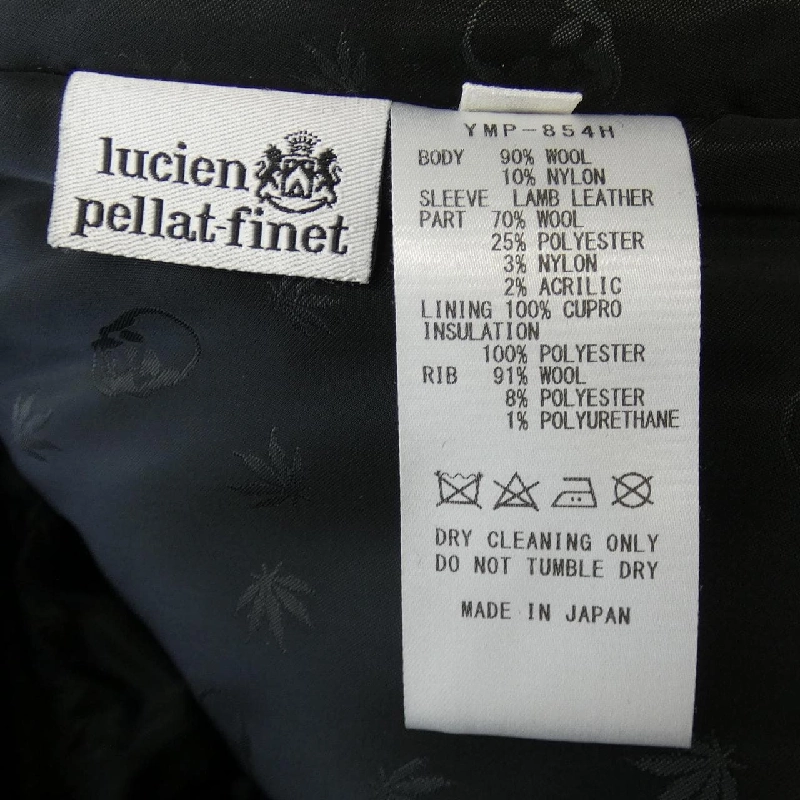 lucien
pellat-finet
YMP-854H
BODY 90% WOOL
10% NYLON
SLEEVE LAMB LEATHER
PART 70% WOOL
25% POLYESTER
3% NYLON
2% ACRILIC
LINING 100% CUPRO
INSULATION
100% POLYESTER
RIB 91% WOOL
8% POLYESTER
1% POLYURETHANE
DRY CLEANING ONLY
DO NOT TUMBLE DRY
MADE IN JAPAN